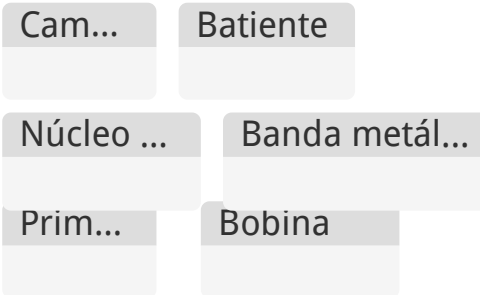 Cam...
Batiente
Núcleo ...
Banda metál...
Prim...
Bobina